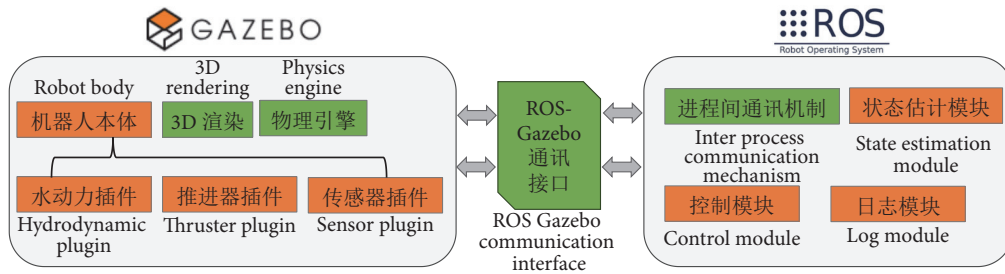 GAZEBO
ROS
Robot Operating System
Robot body
机器人本体
3D
rendering
3D 渲染
Physics
engine
物理引擎
水动力插件
Hydrodynamic
plugin
推进器插件
Thruster plugin
传感器插件
Sensor plugin
ROS-
Gazebo
通讯
接口
ROS Gazebo
communication
interface
进程间通讯机制
Inter process
communication
mechanism
状态估计模块
State estimation
module
控制模块
Control module
日志模块
Log module